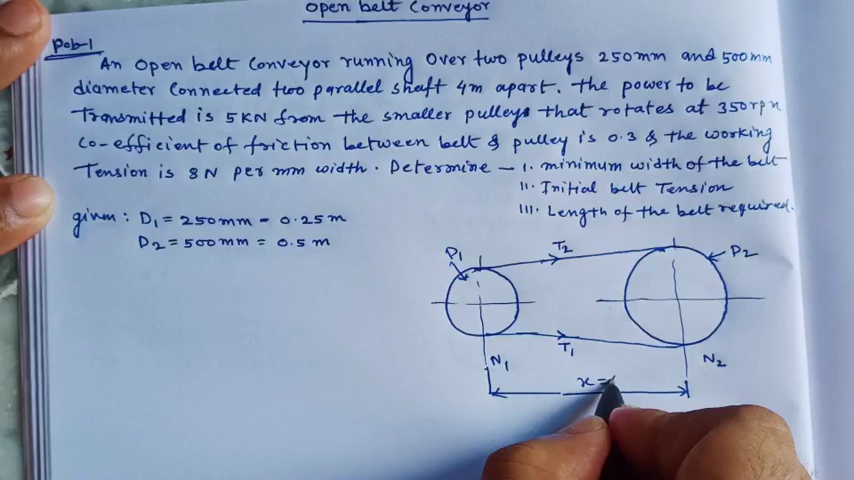 open belt Conveyor
Pob-1
An open belt Conveyor running over two pulleys 250mm and 500mm
diameter Connected two parallel shaft 4m apart. The power to be
Transmitted is 5KN from the smaller pulleys that rotates at 350rpm
Co-efficient of friction between belt & pulley is 0.3 & the working
Tension is 8N per mm width. Determine - I. minimum width of the belt
II. Initial belt Tension
III. Length of the belt required.
given: D1 = 250mm = 0.25m
D2 = 500mm = 0.5m
D1
T2
D2
T1
N1
N2
x =